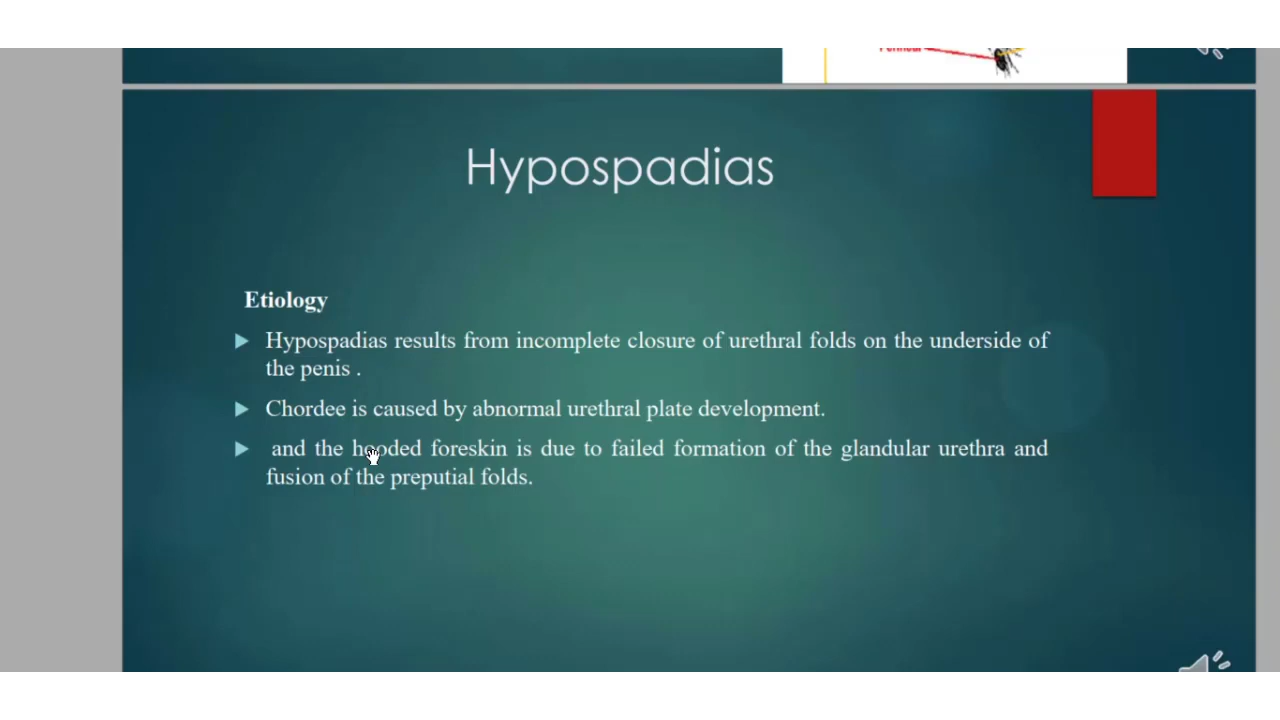 Hypospadias
Etiology
Hypospadias results from incomplete closure of urethral folds on the underside of
the penis .
Chordee is caused by abnormal urethral plate development.
and the hooded foreskin is due to failed formation of the glandular urethra and
fusion of the preputial folds.